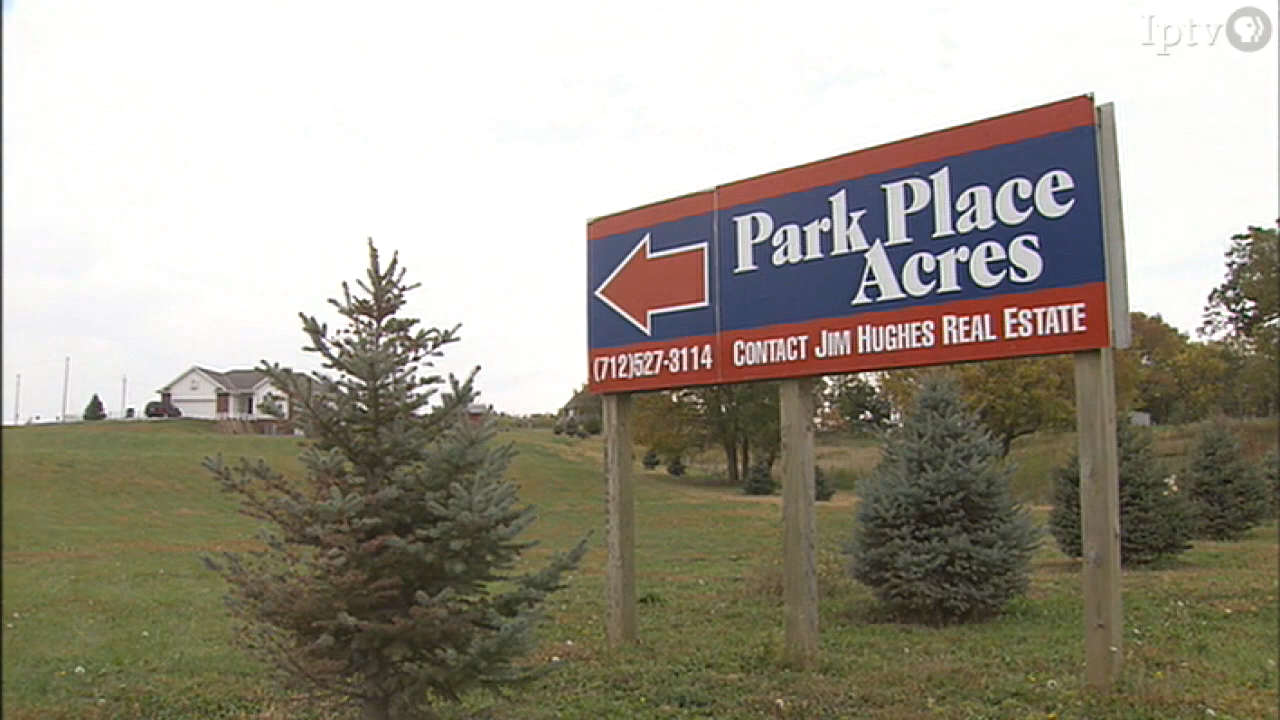 Iptv
Park Place
Acres
(712)527-3114
CONTACT JIM HUGHES REAL ESTATE